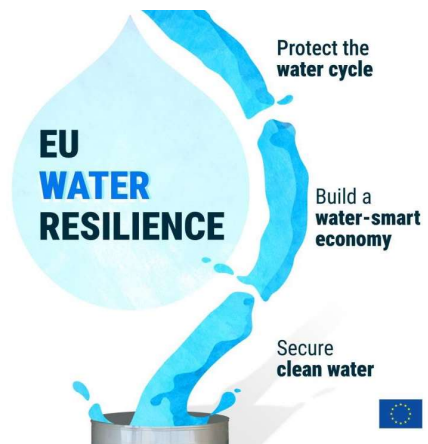 EU
WATER
RESILIENCE
Protect the
water cycle
Build a
water-smart
economy
Secure
clean water